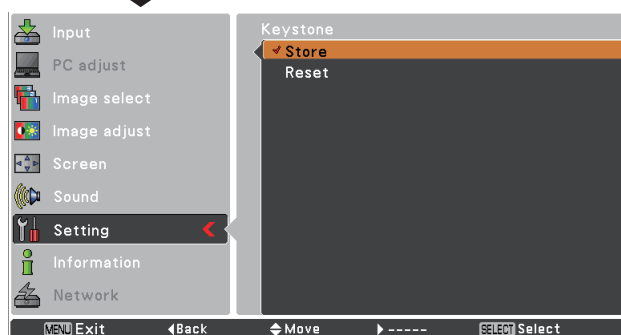 Input
PC adjust
Image select
Image adjust
Screen
Sound
Setting
Information
Network
Keystone
Store
Reset
MENU Exit ◀Back Move ▶----- SELECT Select